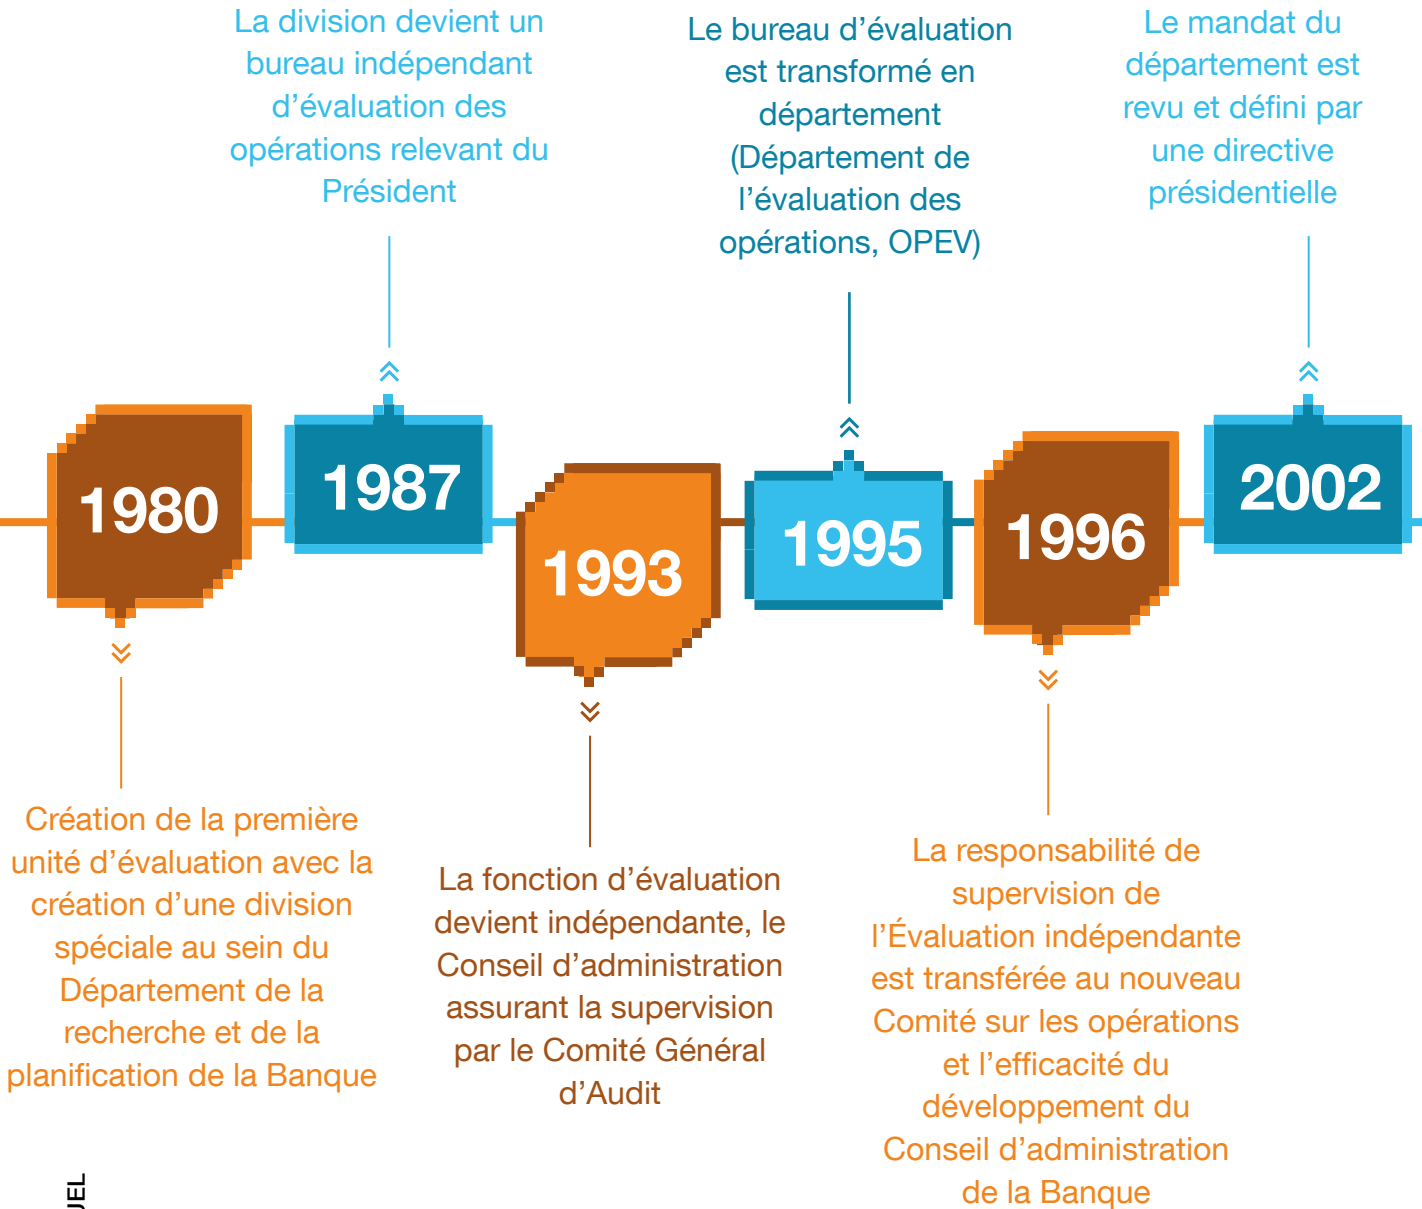 La division devient un
bureau indépendant
d’évaluation des
opérations relevant du
Président
Le bureau d’évaluation
est transformé en
département
(Département de
l’évaluation des
opérations, OPEV)
Le mandat du
département est
revu et défini par
une directive
présidentielle
1980
1987
1993
1995
1996
2002
Création de la première
unité d’évaluation avec la
création d’une division
spéciale au sein du
Département de la
recherche et de la
planification de la Banque
La fonction d’évaluation
devient indépendante, le
Conseil d’administration
assurant la supervision
par le Comité Général
d’Audit
La responsabilité de
supervision de
l’Évaluation indépendante
est transférée au nouveau
Comité sur les opérations
et l’efficacité du
développement du
Conseil d’administration
de la Banque